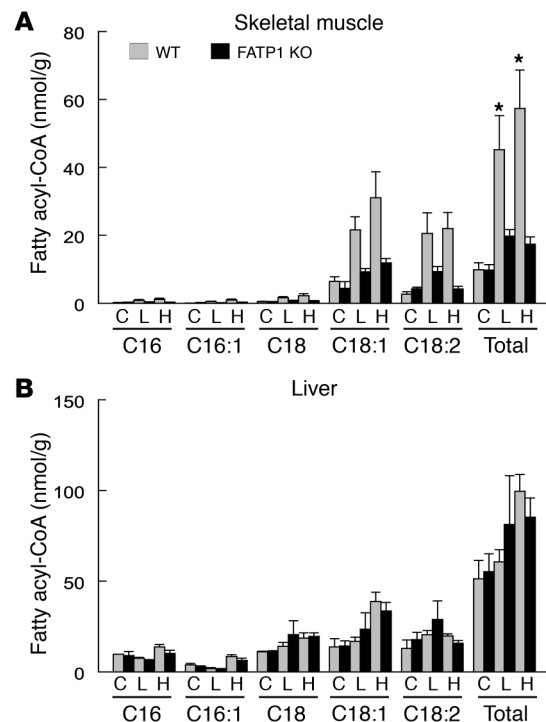 A
Skeletal muscle
WT
FATP1 KO
Fatty acyl-CoA (nmol/g)
80
60
40
20
0
C L H C L H C L H C L H C L H C L H
C16 C16:1 C18 C18:1 C18:2 Total
* *
B
Liver
Fatty acyl-CoA (nmol/g)
150
100
50
0
C L H C L H C L H C L H C L H C L H
C16 C16:1 C18 C18:1 C18:2 Total